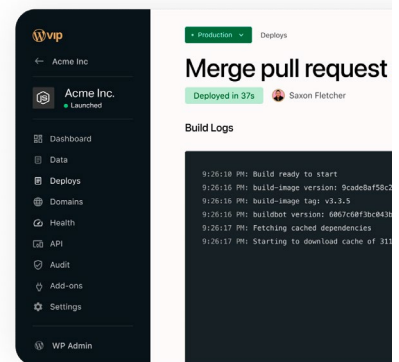 vip
Acme Inc
Acme Inc.
Launched
Dashboard
Data
Deploys
Domains
Health
API
Audit
Add-ons
Settings
WP Admin
Production
Deploys
Merge pull request
Deployed in 37s
Saxon Fletcher
Build Logs
9:26:10 PM: Build ready to start
9:26:16 PM: build-image version: 9cade8af58c2
9:26:16 PM: build-image tag: v3.3.5
9:26:16 PM: buildbot version: 6067c60f3bc043b
9:26:17 PM: Fetching cached dependencies
9:26:17 PM: Starting to download cache of 311